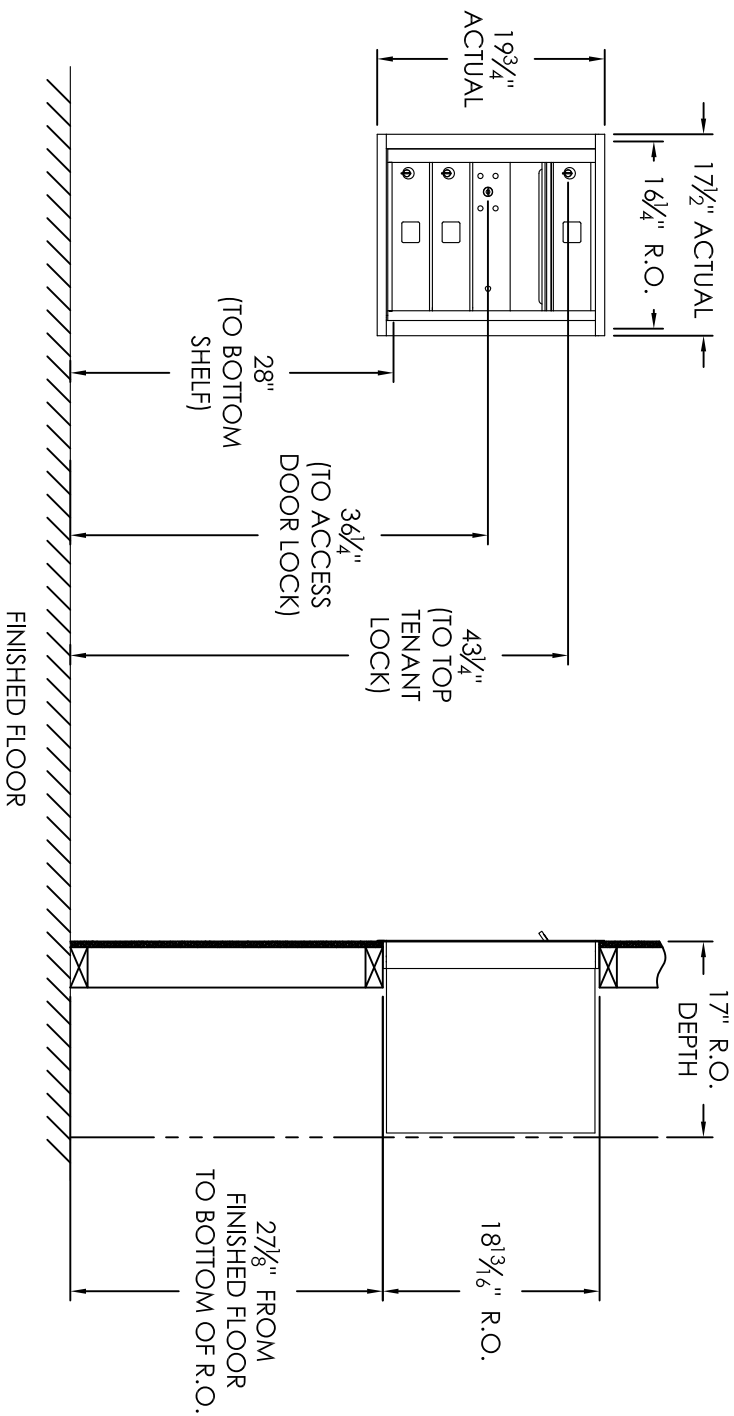 17½" ACTUAL
16¼" R.O.
19¾"
ACTUAL
28"
(TO BOTTOM
SHELF)
36¼"
(TO ACCESS
DOOR LOCK)
43¼"
(TO TOP
TENANT
LOCK)
FINISHED FLOOR
17" R.O.
DEPTH
18¹³⁄₁₆" R.O.
27⅛" FROM
FINISHED FLOOR
TO BOTTOM OF R.O.